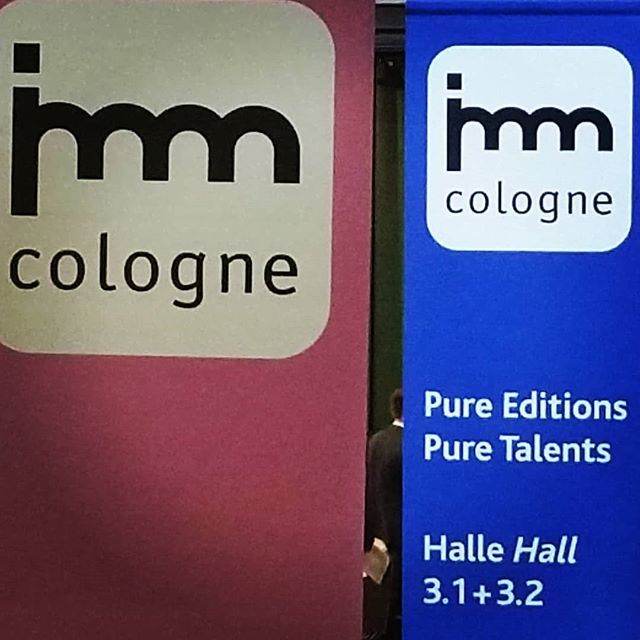 imm
cologne
imm
cologne
Pure Editions
Pure Talents
Halle Hall
3.1+3.2